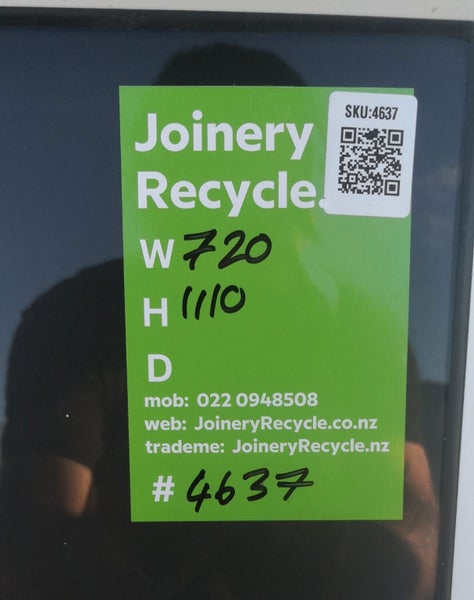 SKU:4637
Joinery
Recycle.
W 720
H 1110
D
mob: 022 0948508
web: JoineryRecycle.co.nz
trademe: JoineryRecycle.nz
# 4637